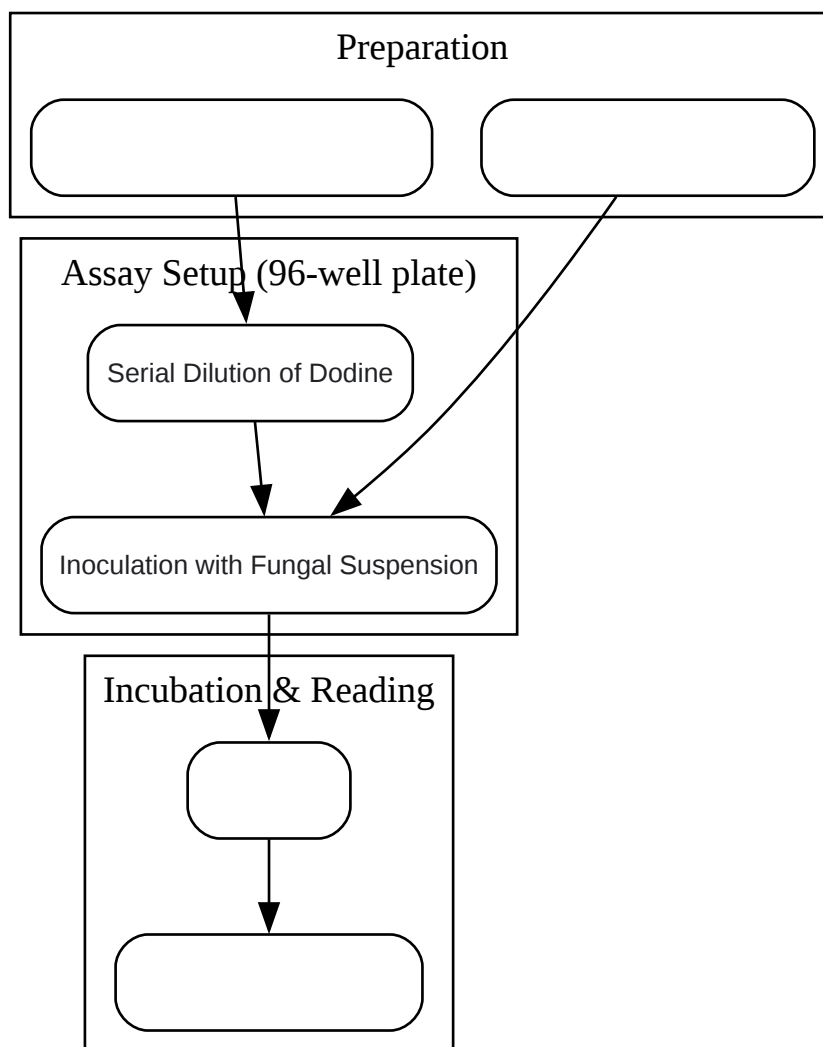 Preparation
Assay Setup (96-well plate)
Serial Dilution of Dodine
Inoculation with Fungal Suspension
Incubation & Reading